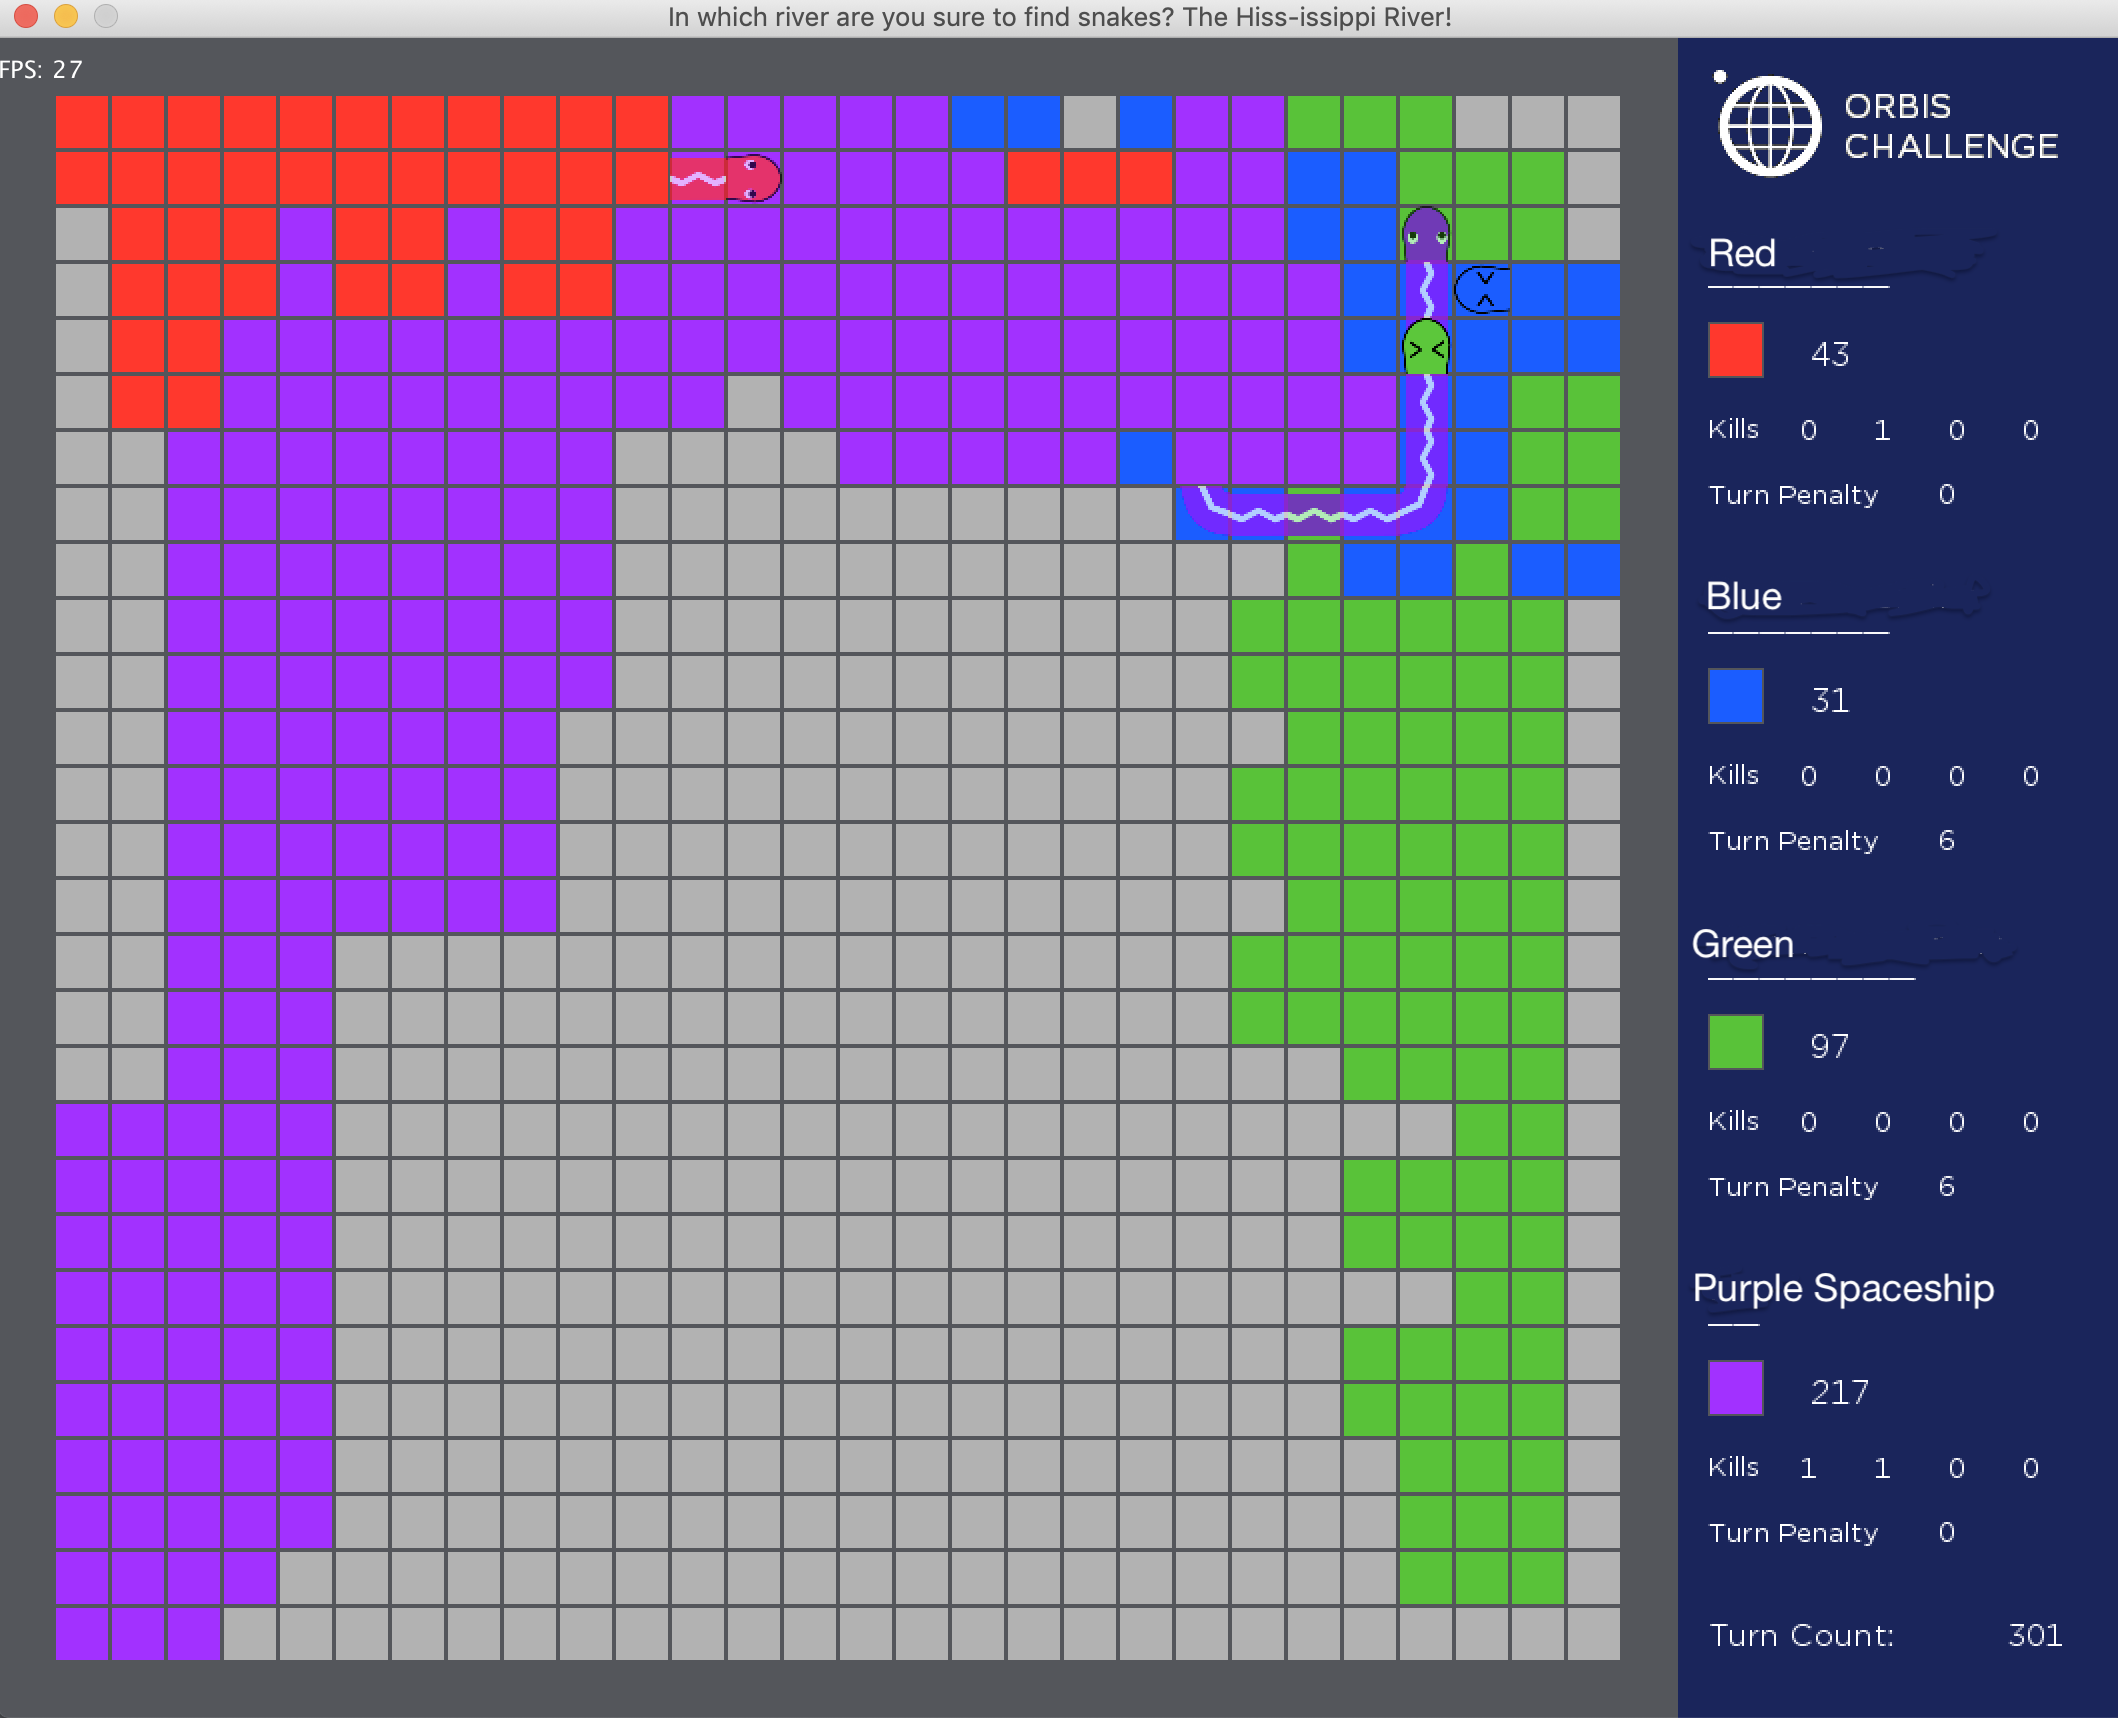 In which river are you sure to find snakes? The Hiss-issippi River!
FPS: 27
ORBIS
CHALLENGE
Red
43
Kills 0 1 0 0
Turn Penalty 0
Blue
31
Kills 0 0 0 0
Turn Penalty 6
Green
97
Kills 0 0 0 0
Turn Penalty 6
Purple Spaceship
217
Kills 1 1 0 0
Turn Penalty 0
Turn Count: 301